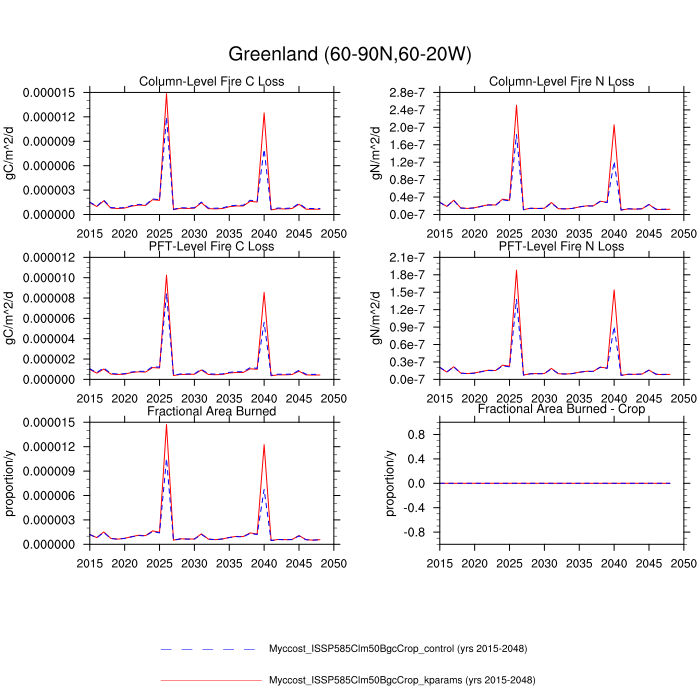 Greenland (60-90N,60-20W)
Column-Level Fire C Loss
gC/m^2/d
0.000015
0.000012
0.000009
0.000006
0.000003
0.000000
2015 2020 2025 2030 2035 2040 2045 2050
Column-Level Fire N Loss
gN/m^2/d
2.8e-7
2.4e-7
2.0e-7
1.6e-7
1.2e-7
0.8e-7
0.4e-7
0.0e-7
2015 2020 2025 2030 2035 2040 2045 2050
PFT-Level Fire C Loss
gC/m^2/d
0.000012
0.000010
0.000008
0.000006
0.000004
0.000002
0.000000
2015 2020 2025 2030 2035 2040 2045 2050
PFT-Level Fire N Loss
gN/m^2/d
2.1e-7
1.8e-7
1.5e-7
1.2e-7
0.9e-7
0.6e-7
0.3e-7
0.0e-7
2015 2020 2025 2030 2035 2040 2045 2050
Fractional Area Burned
proportion/y
0.000015
0.000012
0.000009
0.000006
0.000003
0.000000
2015 2020 2025 2030 2035 2040 2045 2050
Fractional Area Burned - Crop
proportion/y
0.8
0.4
0.0
-0.4
-0.8
2015 2020 2025 2030 2035 2040 2045 2050
Myccost_ISSP585Clm50BgcCrop_control (yrs 2015-2048)
Myccost_ISSP585Clm50BgcCrop_kparams (yrs 2015-2048)